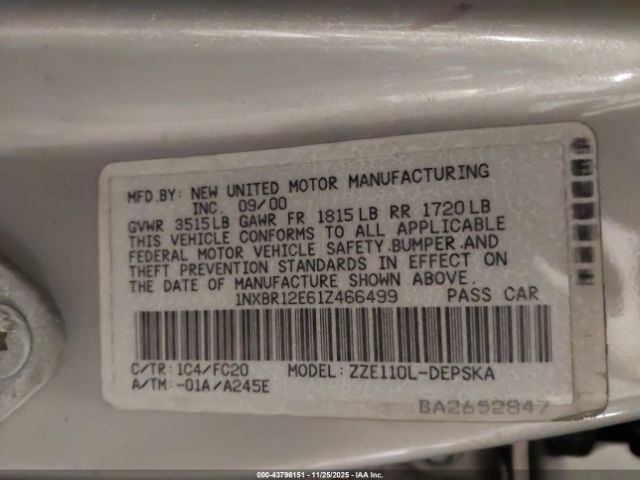 MFD.BY: NEW UNITED MOTOR MANUFACTURING
INC. 09/00
GVWR 3515LB GAWR FR 1815LB RR 1720LB
THIS VEHICLE CONFORMS TO ALL APPLICABLE
FEDERAL MOTOR VEHICLE SAFETY,BUMPER,AND
THEFT PREVENTION STANDARDS IN EFFECT ON
THE DATE OF MANUFACTURE SHOWN ABOVE.
1NXBR12E61Z466499 PASS CAR
C/TR: 1C4/FC20 MODEL: ZZE110L-DEPSKA
A/TM: -01A/A245E
BA2652847
000-43796151 - 11/25/2025 - IAA Inc.